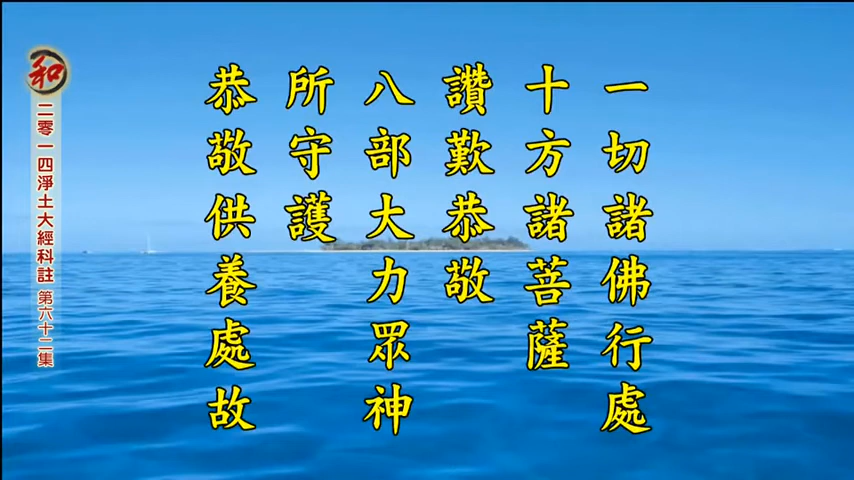 一切諸佛行處
十方諸菩薩
讚歎恭敬
八部大力眾神
所守護
恭敬供養處故
和
二零一四淨土大經科註 第六十二集